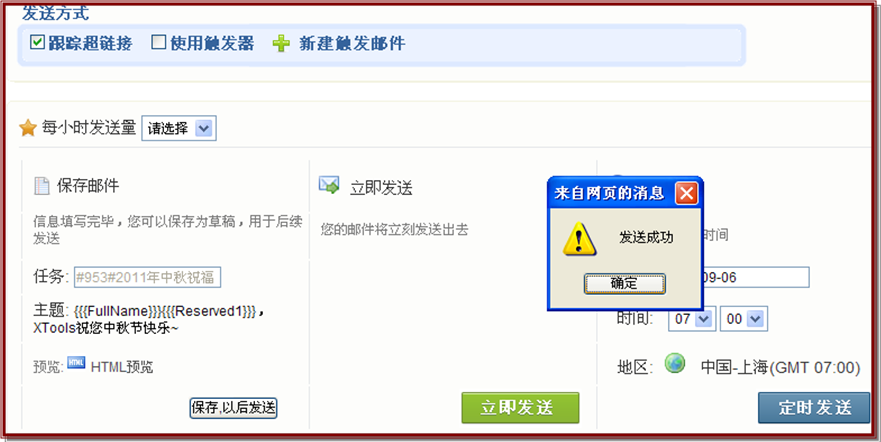 发送方式
跟踪超链接 使用触发器 新建触发邮件
每小时发送量 请选择
保存邮件
信息填写完毕，您可以保存为草稿，用于后续
发送
任务: #953#2011年中秋祝福
主题: {{{FullName}}}{{{Reserved1}}}，
XTools祝您中秋节快乐~
预览: HTML HTML预览
保存,以后发送
立即发送
您的邮件将立刻发送出去
立即发送
来自网页的消息
发送成功
确定
时间
09-06
时间: 07 00
地区: 中国-上海(GMT 07:00)
定时发送